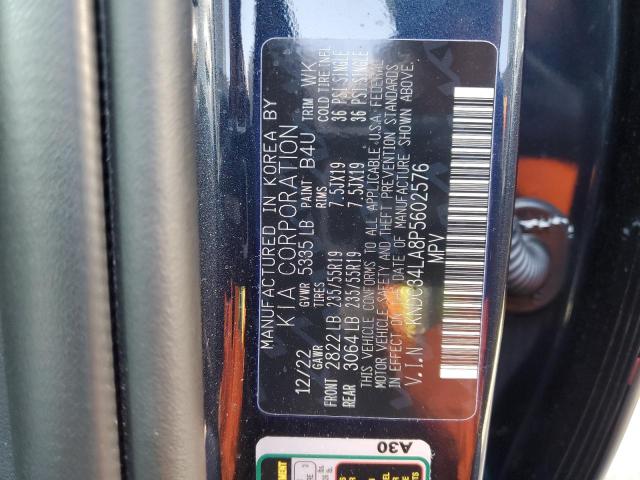 MANUFACTURED IN KOREA BY
KIA CORPORATION
12/22 GVWR 5335 LB PAINT B4U TRIM WK
GAWR TIRES RIMS COLD TIRE INFL
FRONT 2822 LB 235/55R19 7.5JX19 36 PSI SINGLE
REAR 3064 LB 235/55R19 7.5JX19 36 PSI SINGLE
THIS VEHICLE CONFORMS TO ALL APPLICABLE U.S.A FEDERAL
MOTOR VEHICLE SAFETY AND THEFT PREVENTION STANDARDS
IN EFFECT ON THE DATE OF MANUFACTURE SHOWN ABOVE.
V.I.N: KNDC34LA8P5602576
MPV
A30